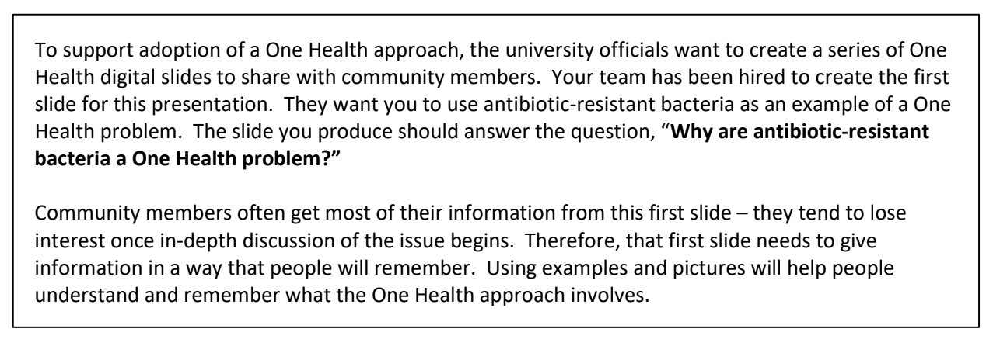 To support adoption of a One Health approach, the university officials want to create a series of One
Health digital slides to share with community members.  Your team has been hired to create the first
slide for this presentation.  They want you to use antibiotic-resistant bacteria as an example of a One
Health problem.  The slide you produce should answer the question, “Why are antibiotic-resistant
bacteria a One Health problem?”
Community members often get most of their information from this first slide – they tend to lose
interest once in-depth discussion of the issue begins.  Therefore, that first slide needs to give
information in a way that people will remember.  Using examples and pictures will help people
understand and remember what the One Health approach involves.